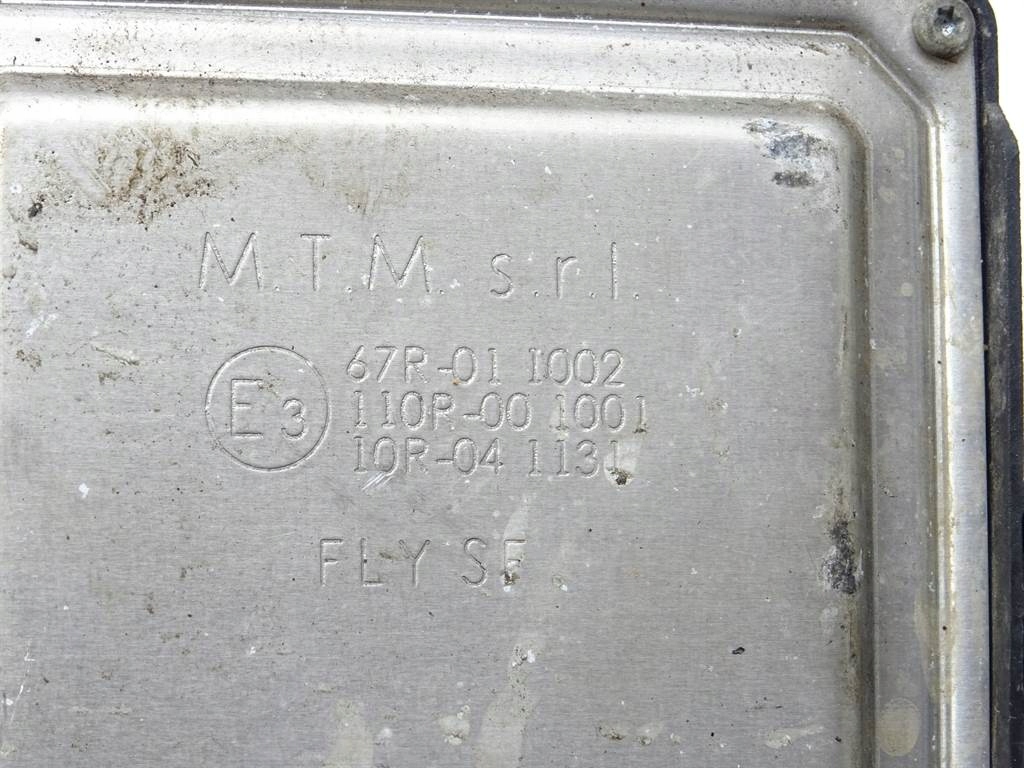 M.T.M. s.r.l.
E3
67R-01 1002
110R-00 1001
10R-04 1131
FLY SF